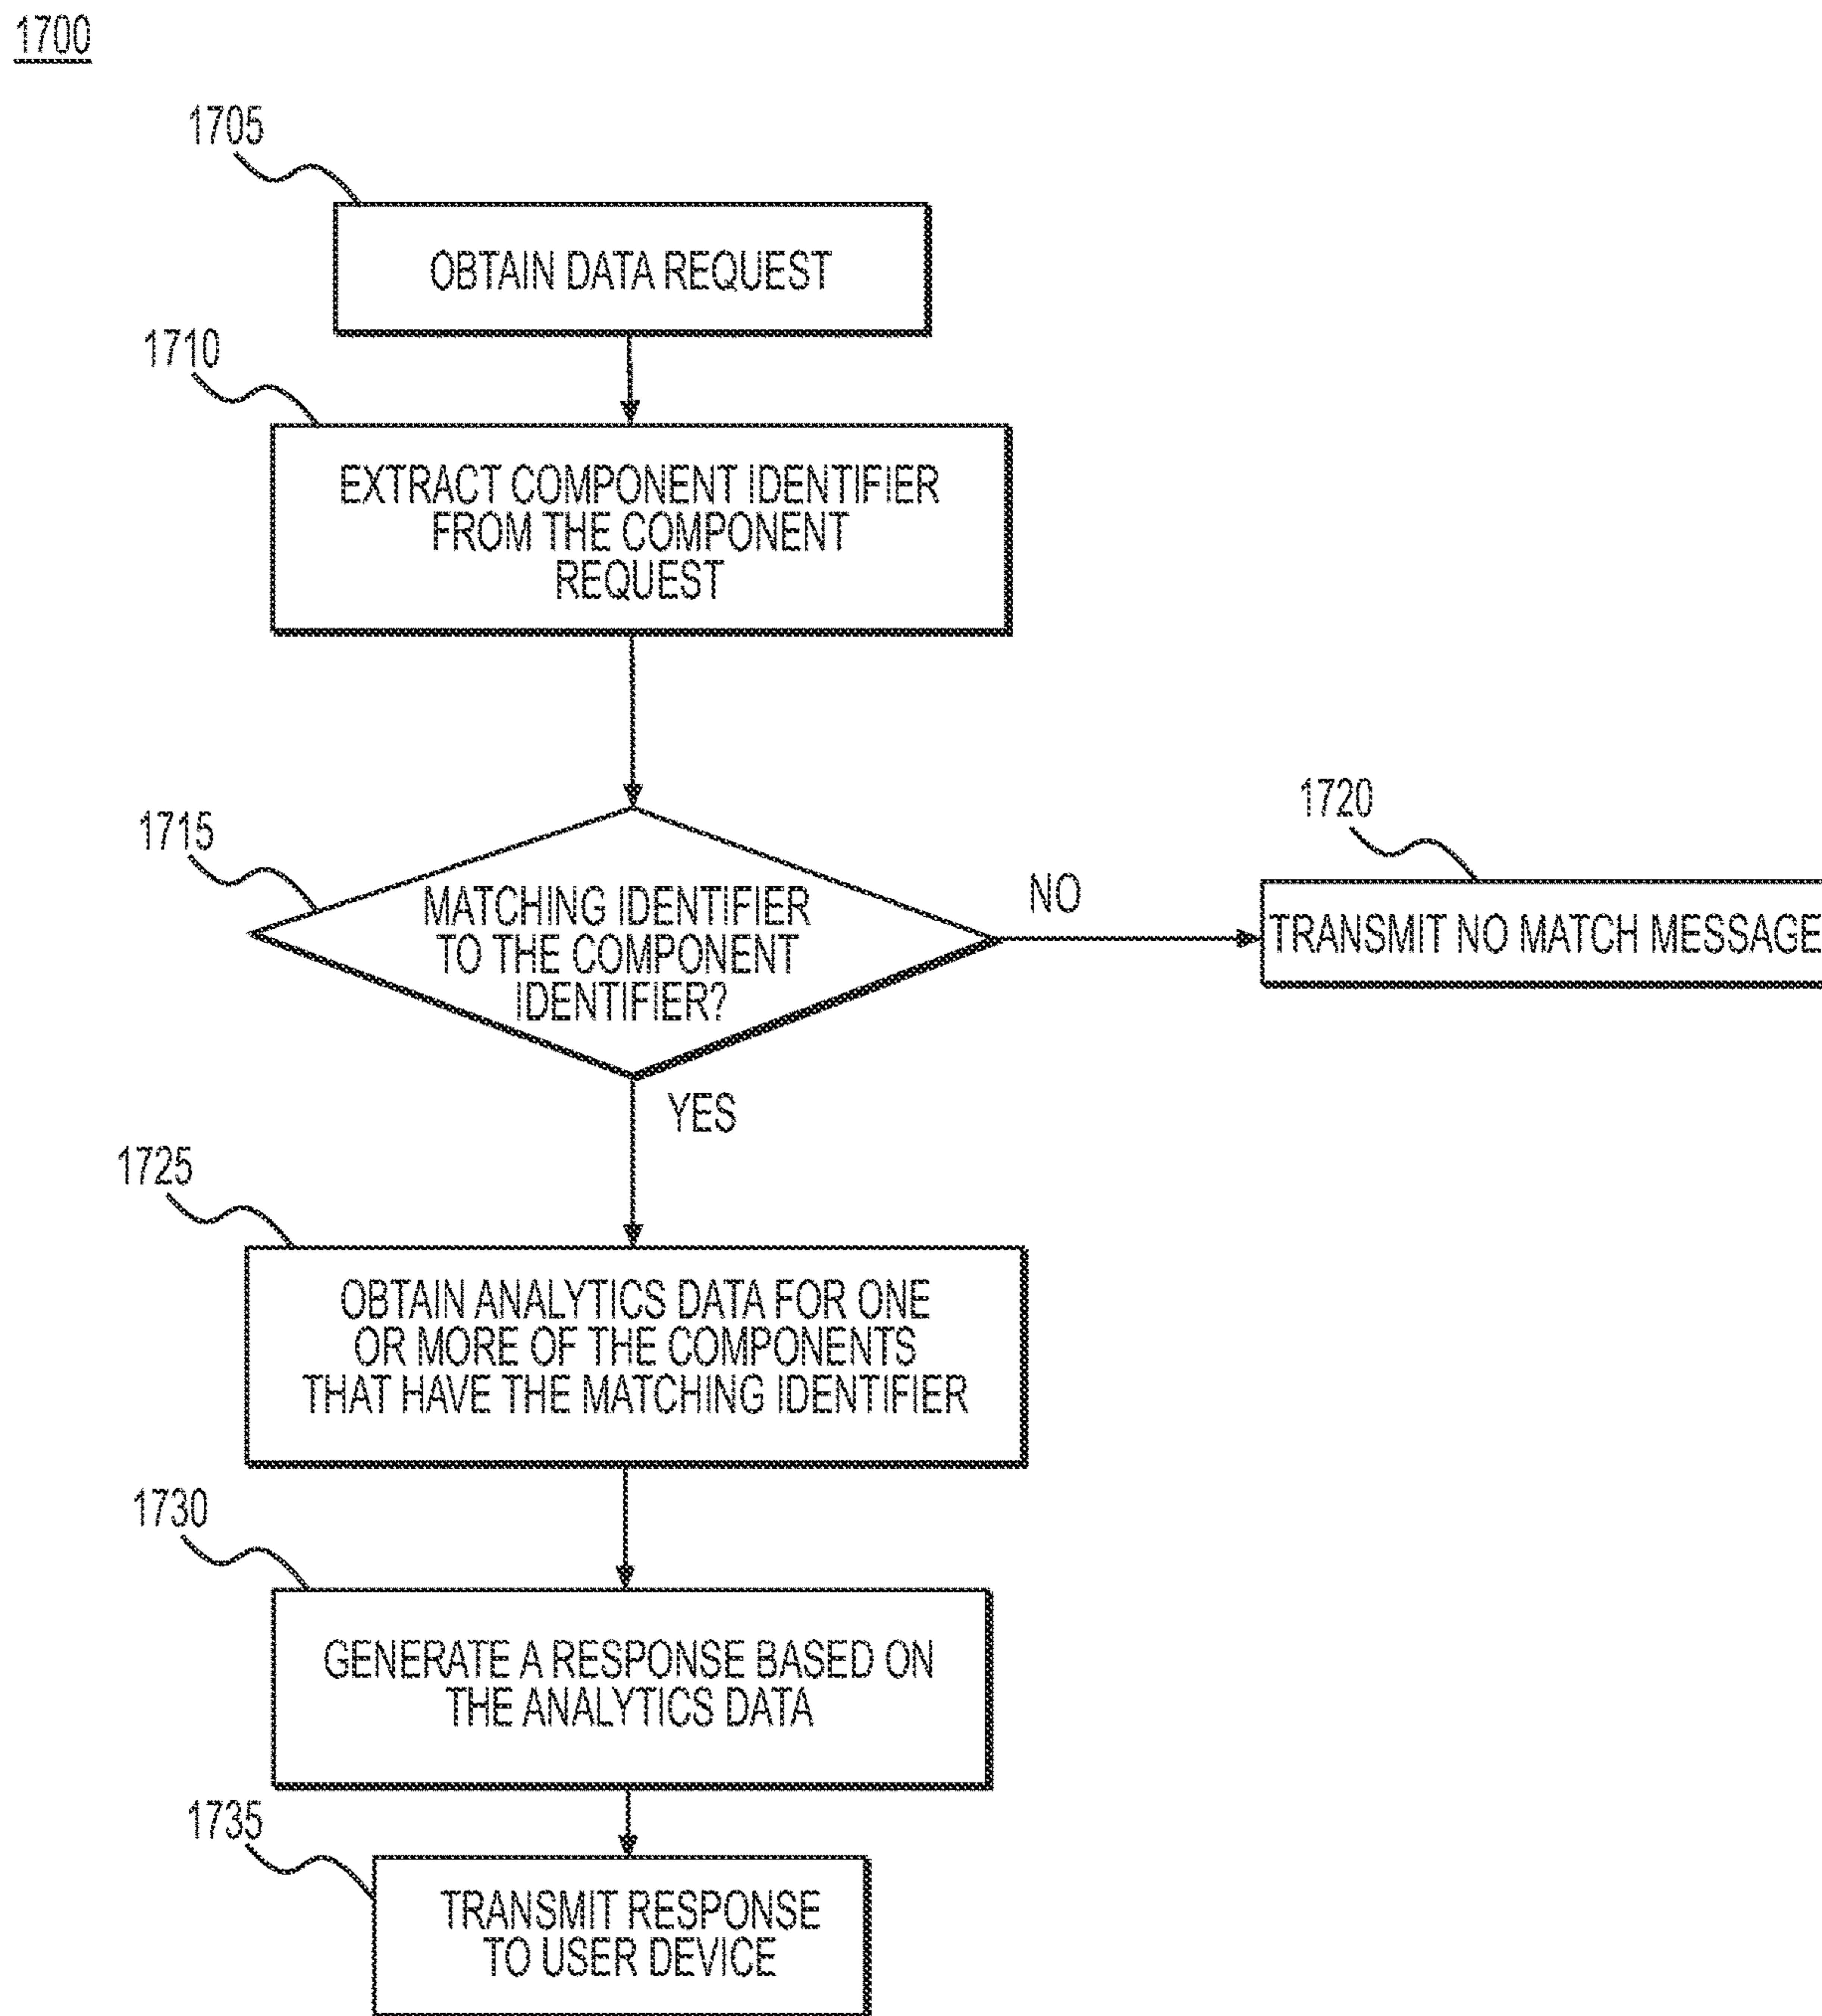 1700
1705
OBTAIN DATA REQUEST
1710
EXTRACT COMPONENT IDENTIFIER
FROM THE COMPONENT
REQUEST
1715
MATCHING IDENTIFIER
TO THE COMPONENT
IDENTIFIER?
NO
1720
TRANSMIT NO MATCH MESSAGE
YES
1725
OBTAIN ANALYTICS DATA FOR ONE
OR MORE OF THE COMPONENTS
THAT HAVE THE MATCHING IDENTIFIER
1730
GENERATE A RESPONSE BASED ON
THE ANALYTICS DATA
1735
TRANSMIT RESPONSE
TO USER DEVICE